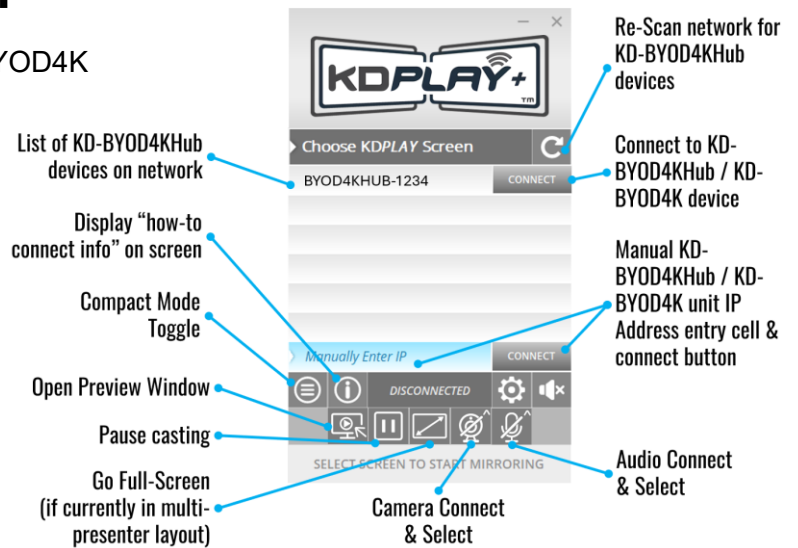 YOD4K
KDPLAY+
TM
Choose KDPLAY Screen
BYOD4KHUB-1234
CONNECT
Manually Enter IP
CONNECT
DISCONNECTED
SELECT SCREEN TO START MIRRORING
List of KD-BYOD4KHub
devices on network
Display “how-to
connect info” on screen
Compact Mode
Toggle
Open Preview Window
Pause casting
Go Full-Screen
(if currently in multi-
presenter layout)
Camera Connect
& Select
Re-Scan network for
KD-BYOD4KHub
devices
Connect to KD-
BYOD4KHub / KD-
BYOD4K device
Manual KD-
BYOD4KHub / KD-
BYOD4K unit IP
Address entry cell &
connect button
Audio Connect
& Select